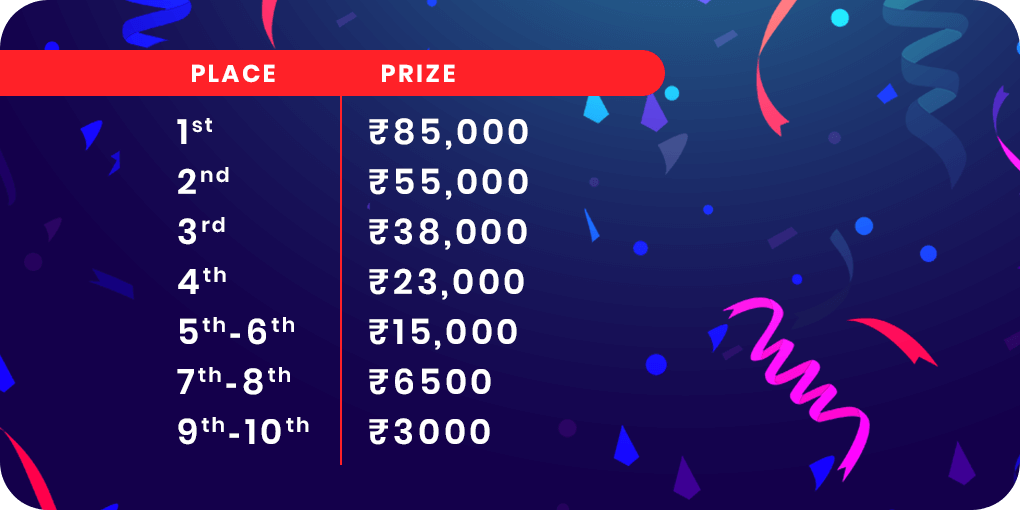 PLACE PRIZE
1st ₹85,000
2nd ₹55,000
3rd ₹38,000
4th ₹23,000
5th-6th ₹15,000
7th-8th ₹6500
9th-10th ₹3000